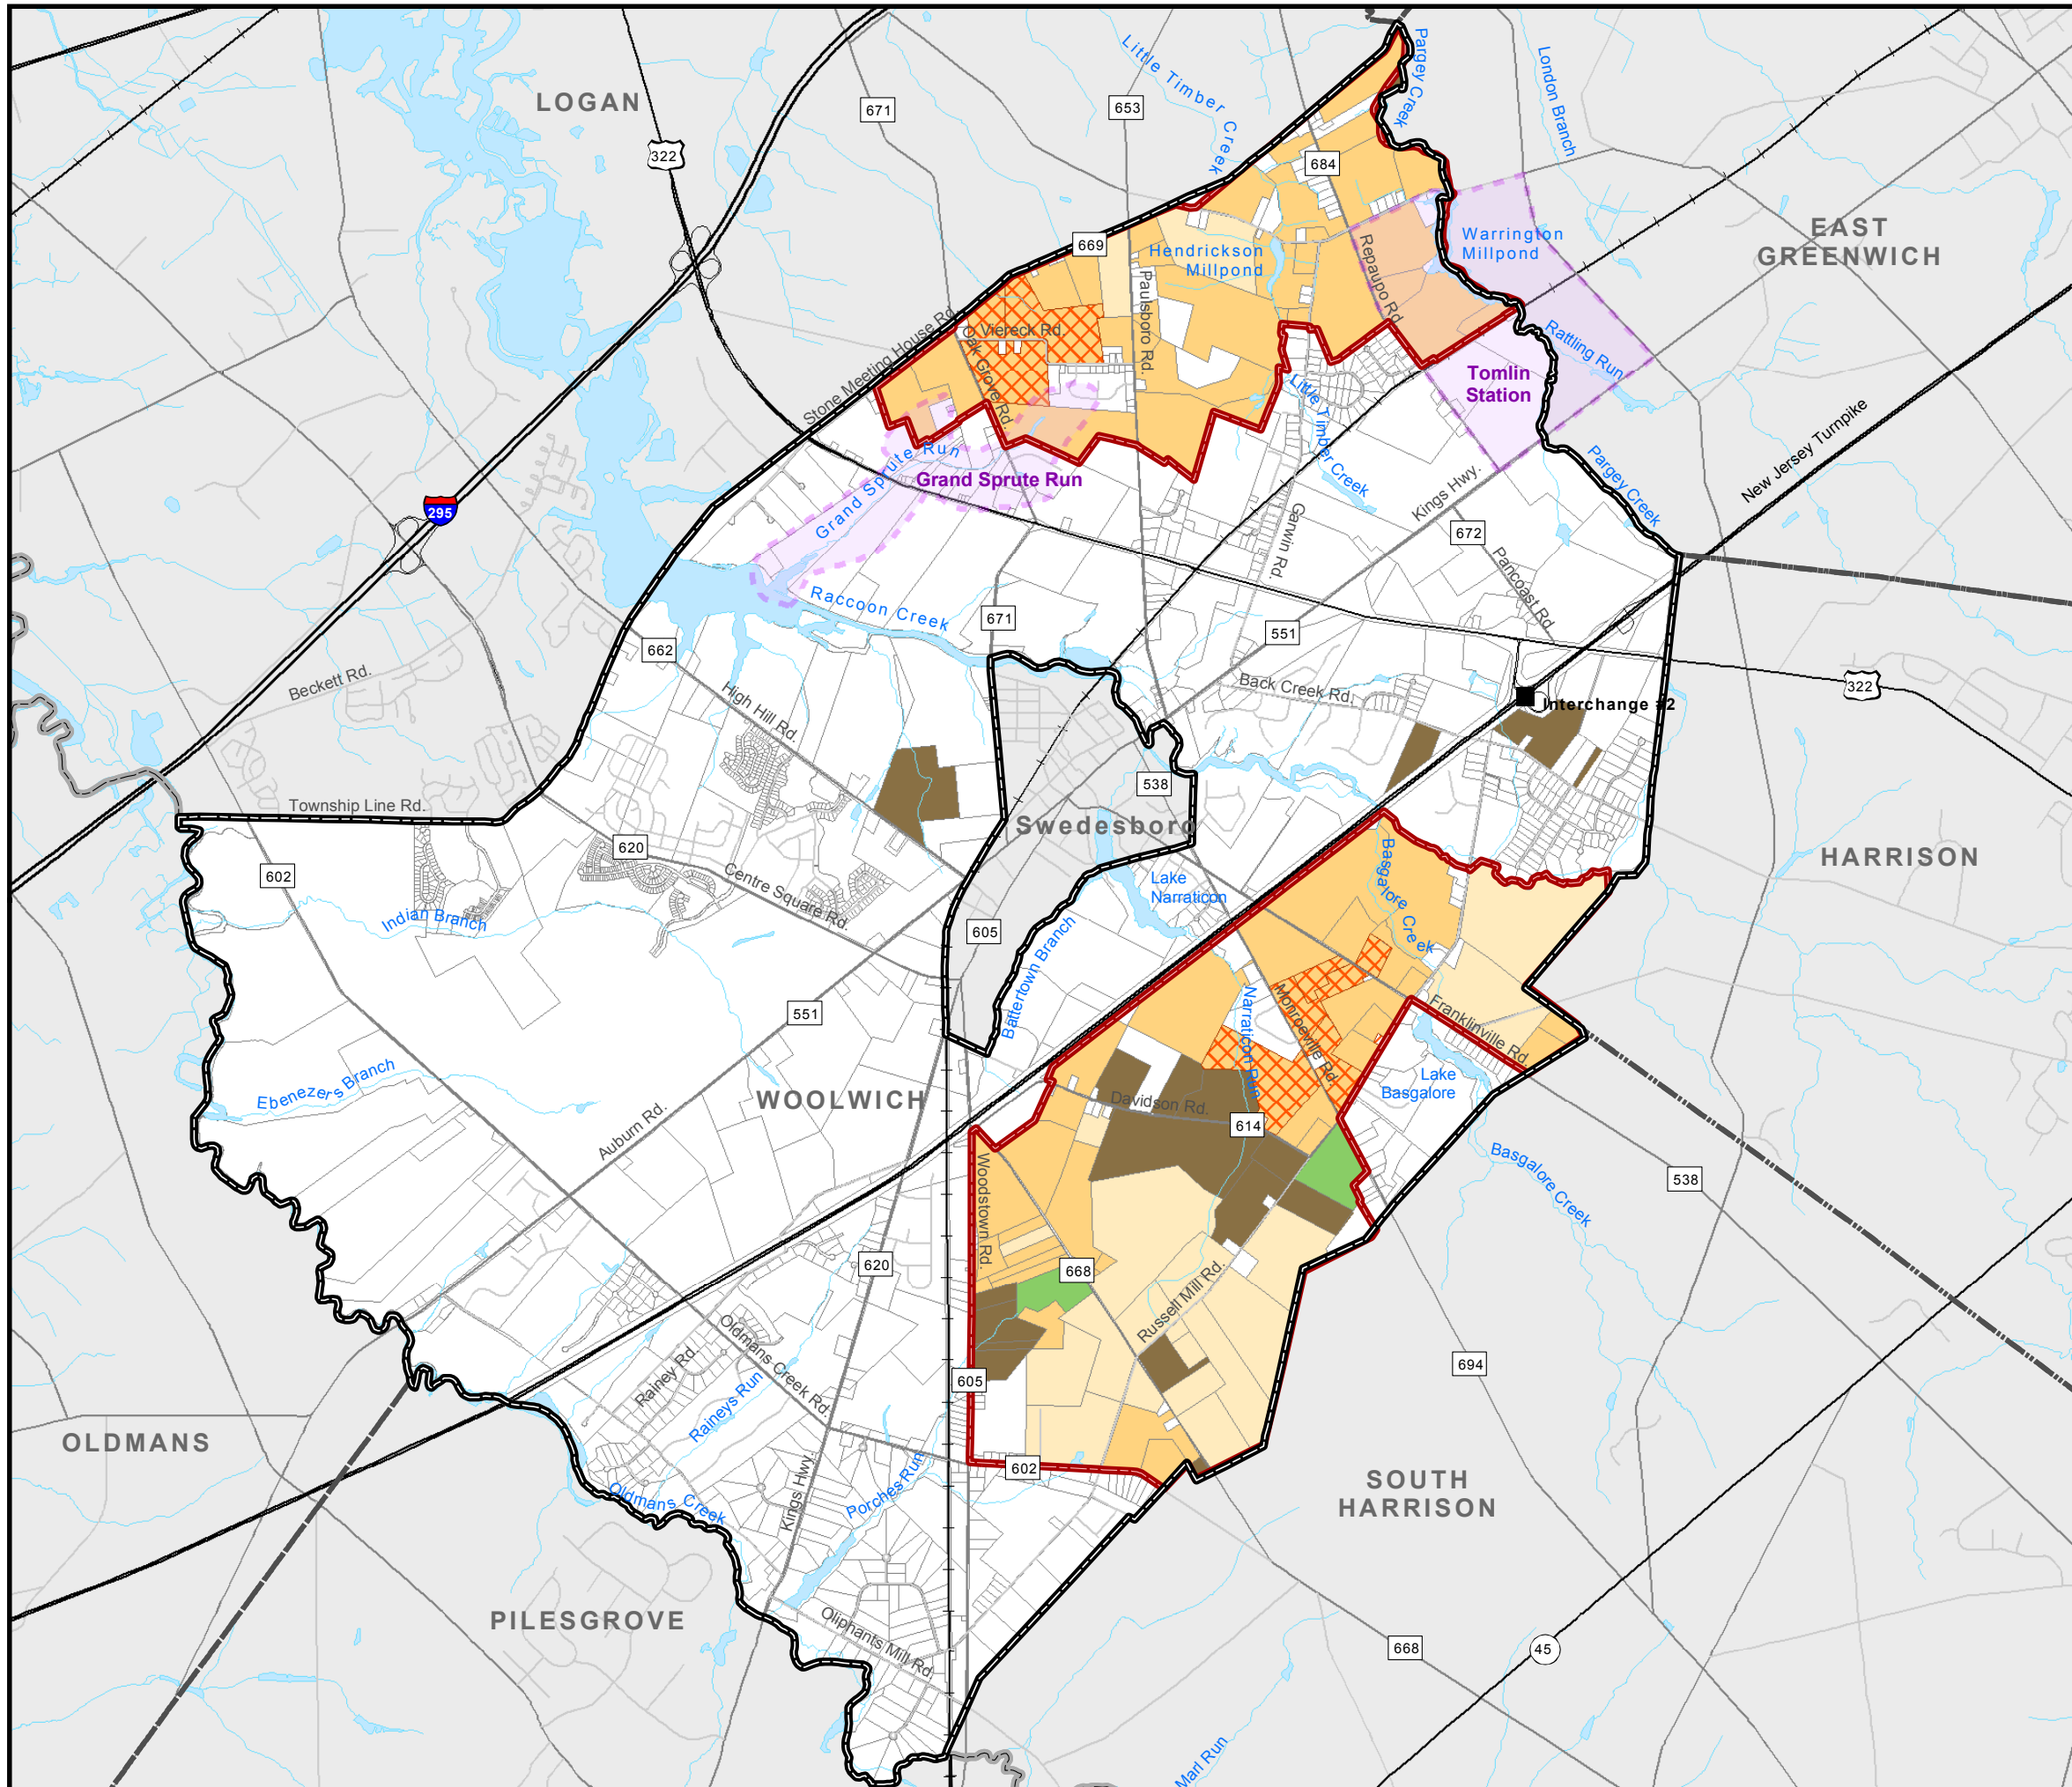 LOGAN
322
671
653
Little Timber Creek
Pargey Creek
London Branch
684
EAST
GREENWICH
669
Hendrickson
Millpond
Warrington
Millpond
Repaupo Rd
Paulsboro Rd.
Stone Meeting House Rd
Viereck Rd
Oak Grove Rd.
Rattling Run
Tomlin
Station
Little Timber Creek
New Jersey Turnpike
Grand Sprute Run
Grand Sprute Run
Pargey Creek
Kings Hwy.
295
Garwin Rd.
672
Pancoast Rd
Raccoon Creek
671
551
662
Beckett Rd.
High Hill Rd.
Back Creek Rd.
322
Interchange #2
538
Township Line Rd.
Swedesboro
620
HARRISON
602
Centre Square Rd.
Lake
Narraticon
Basgalore Creek
Indian Branch
605
Battertown Branch
551
Narraticon Run
Monroeville Rd.
Franklinville Rd
Lake
Basgalore
Ebenezers Branch
WOOLWICH
Davidson Rd.
614
Auburn Rd.
Basgalore Creek
538
Woodstown Rd.
620
668
Russell Mill Rd.
Oldmans Creek Rd.
Rainey Rd.
Raineys Run
605
694
OLDMANS
602
Kings Hwy.
Porches Run
Oldmans Creek
SOUTH
HARRISON
PILESGROVE
Oliphants Mill Rd.
668
45
Marl Run